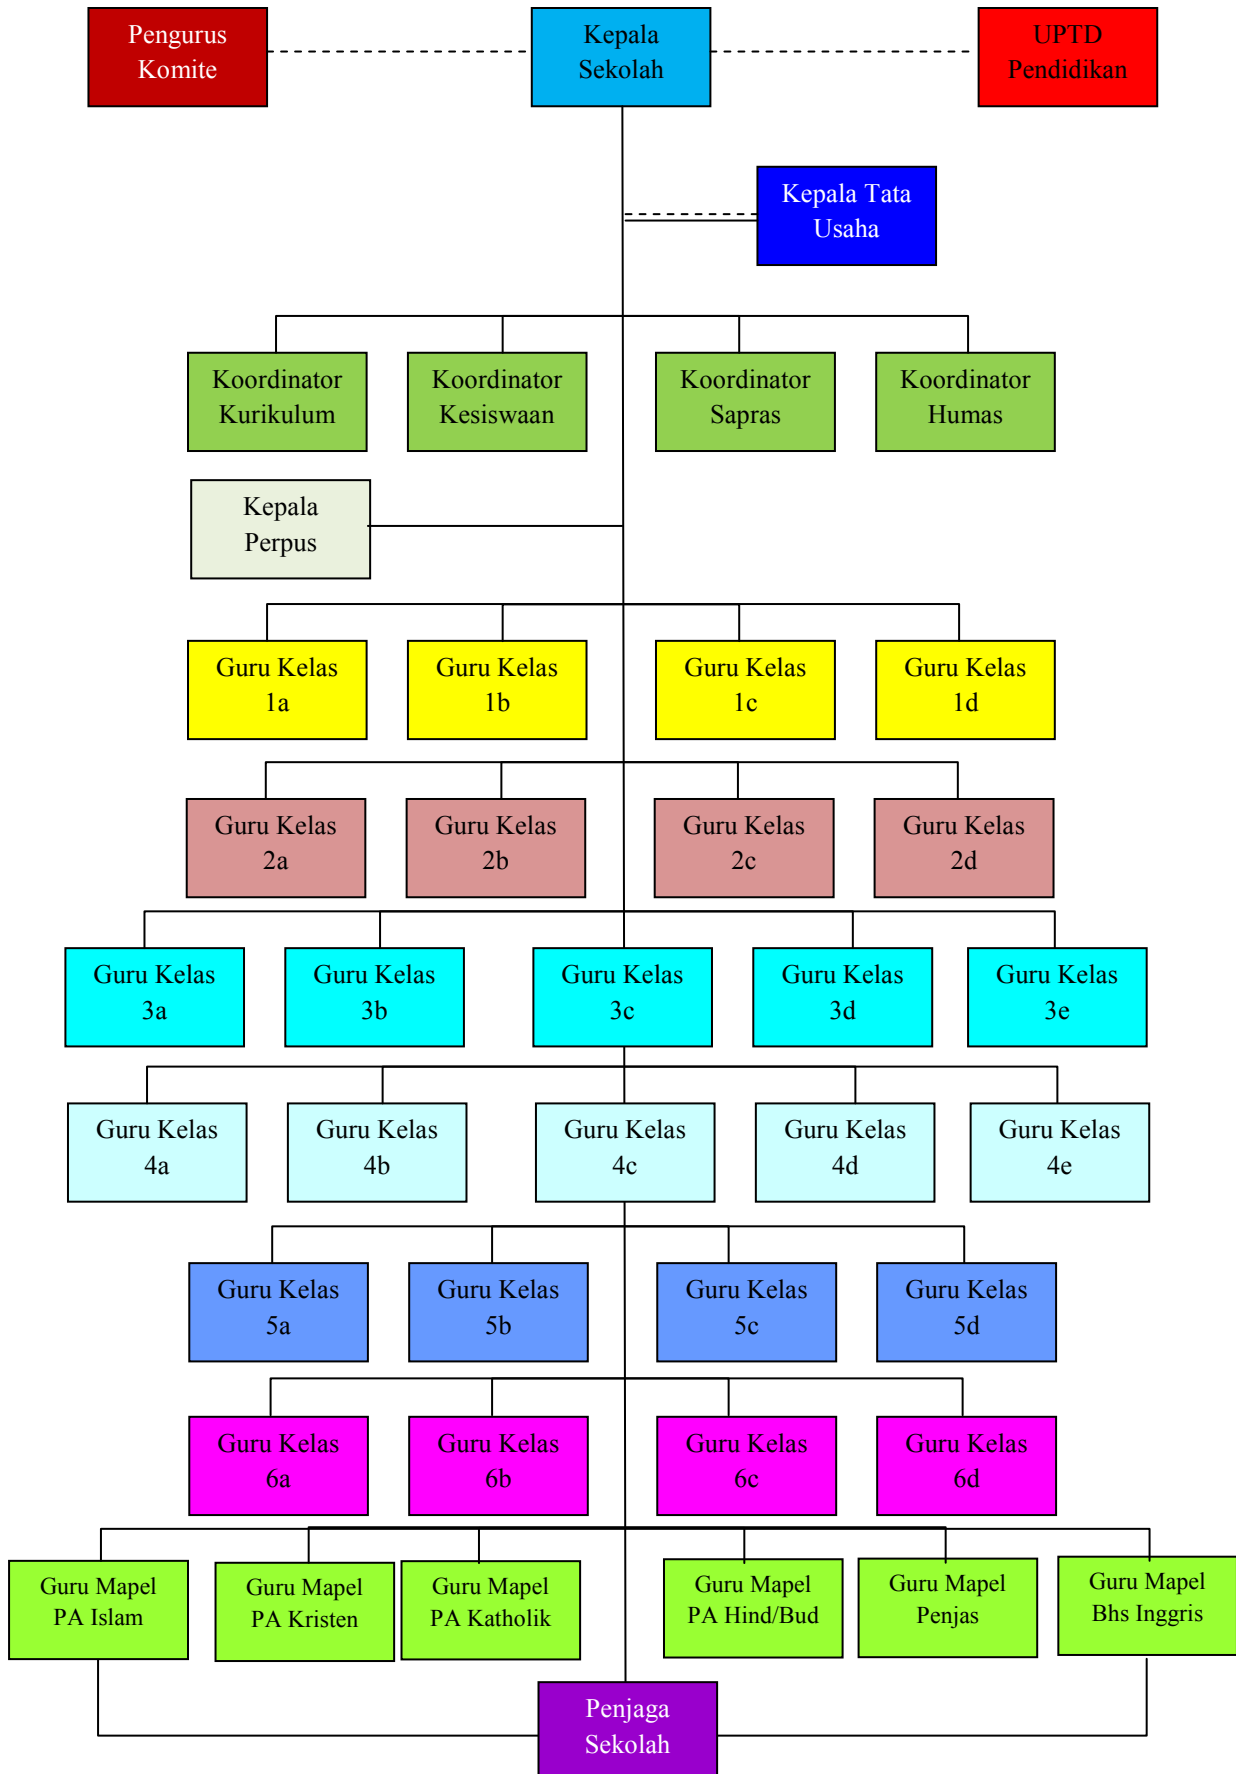 Pengurus
Komite
Kepala
Sekolah
UPTD
Pendidikan
Kepala Tata
Usaha
Koordinator
Kurikulum
Koordinator
Kesiswaan
Koordinator
Sapras
Koordinator
Humas
Kepala
Perpus
Guru Kelas
1a
Guru Kelas
1b
Guru Kelas
1c
Guru Kelas
1d
Guru Kelas
2a
Guru Kelas
2b
Guru Kelas
2c
Guru Kelas
2d
Guru Kelas
3a
Guru Kelas
3b
Guru Kelas
3c
Guru Kelas
3d
Guru Kelas
3e
Guru Kelas
4a
Guru Kelas
4b
Guru Kelas
4c
Guru Kelas
4d
Guru Kelas
4e
Guru Kelas
5a
Guru Kelas
5b
Guru Kelas
5c
Guru Kelas
5d
Guru Kelas
6a
Guru Kelas
6b
Guru Kelas
6c
Guru Kelas
6d
Guru Mapel
PA Islam
Guru Mapel
PA Kristen
Guru Mapel
PA Katholik
Guru Mapel
PA Hind/Bud
Guru Mapel
Penjas
Guru Mapel
Bhs Inggris
Penjaga
Sekolah